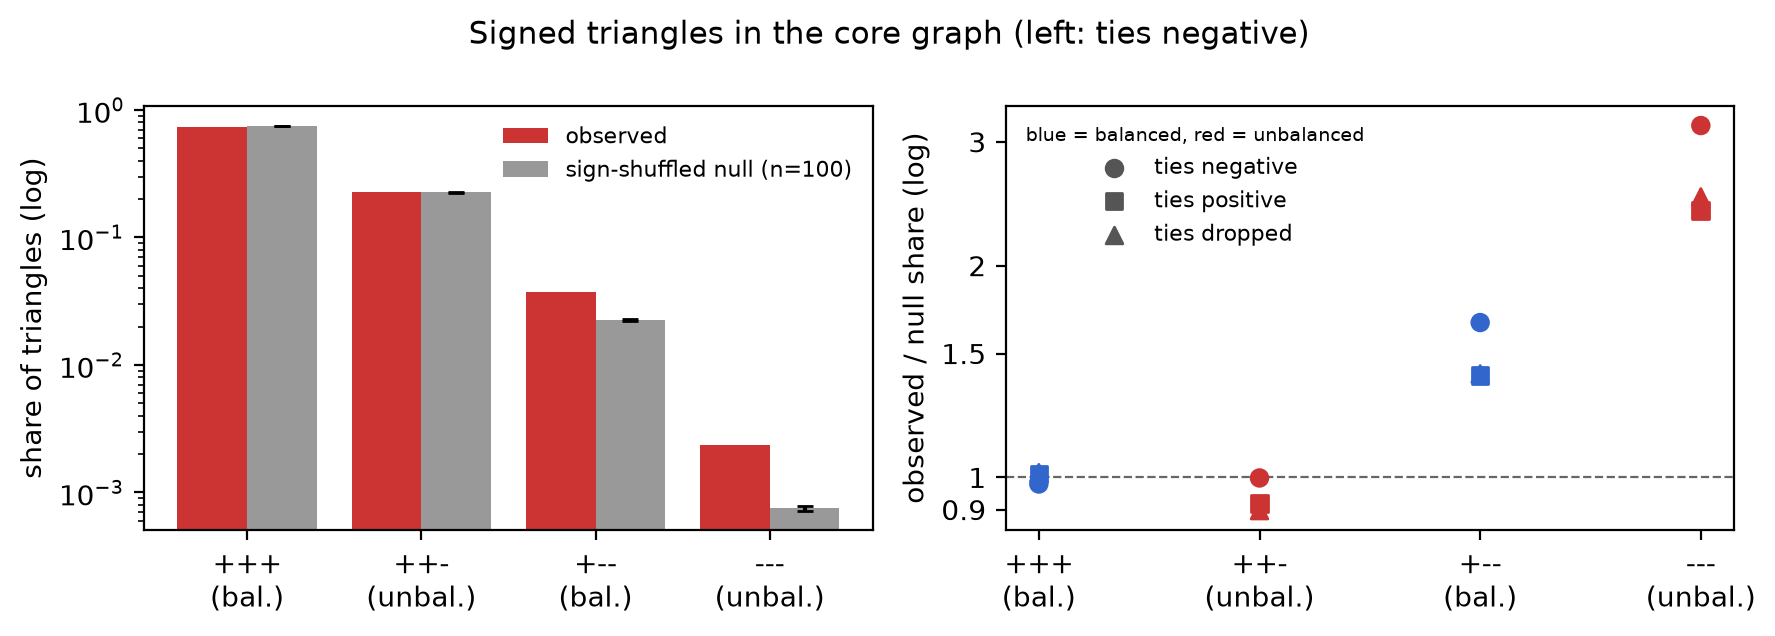 Signed triangles in the core graph (left: ties negative)
share of triangles (log)
10⁰
10⁻¹
10⁻²
10⁻³
observed
sign-shuffled null (n=100)
+++
(bal.)
++-
(unbal.)
+--
(bal.)
---
(unbal.)
observed / null share (log)
3
2
1.5
1
0.9
blue = balanced, red = unbalanced
ties negative
ties positive
ties dropped
+++
(bal.)
++-
(unbal.)
+--
(bal.)
---
(unbal.)